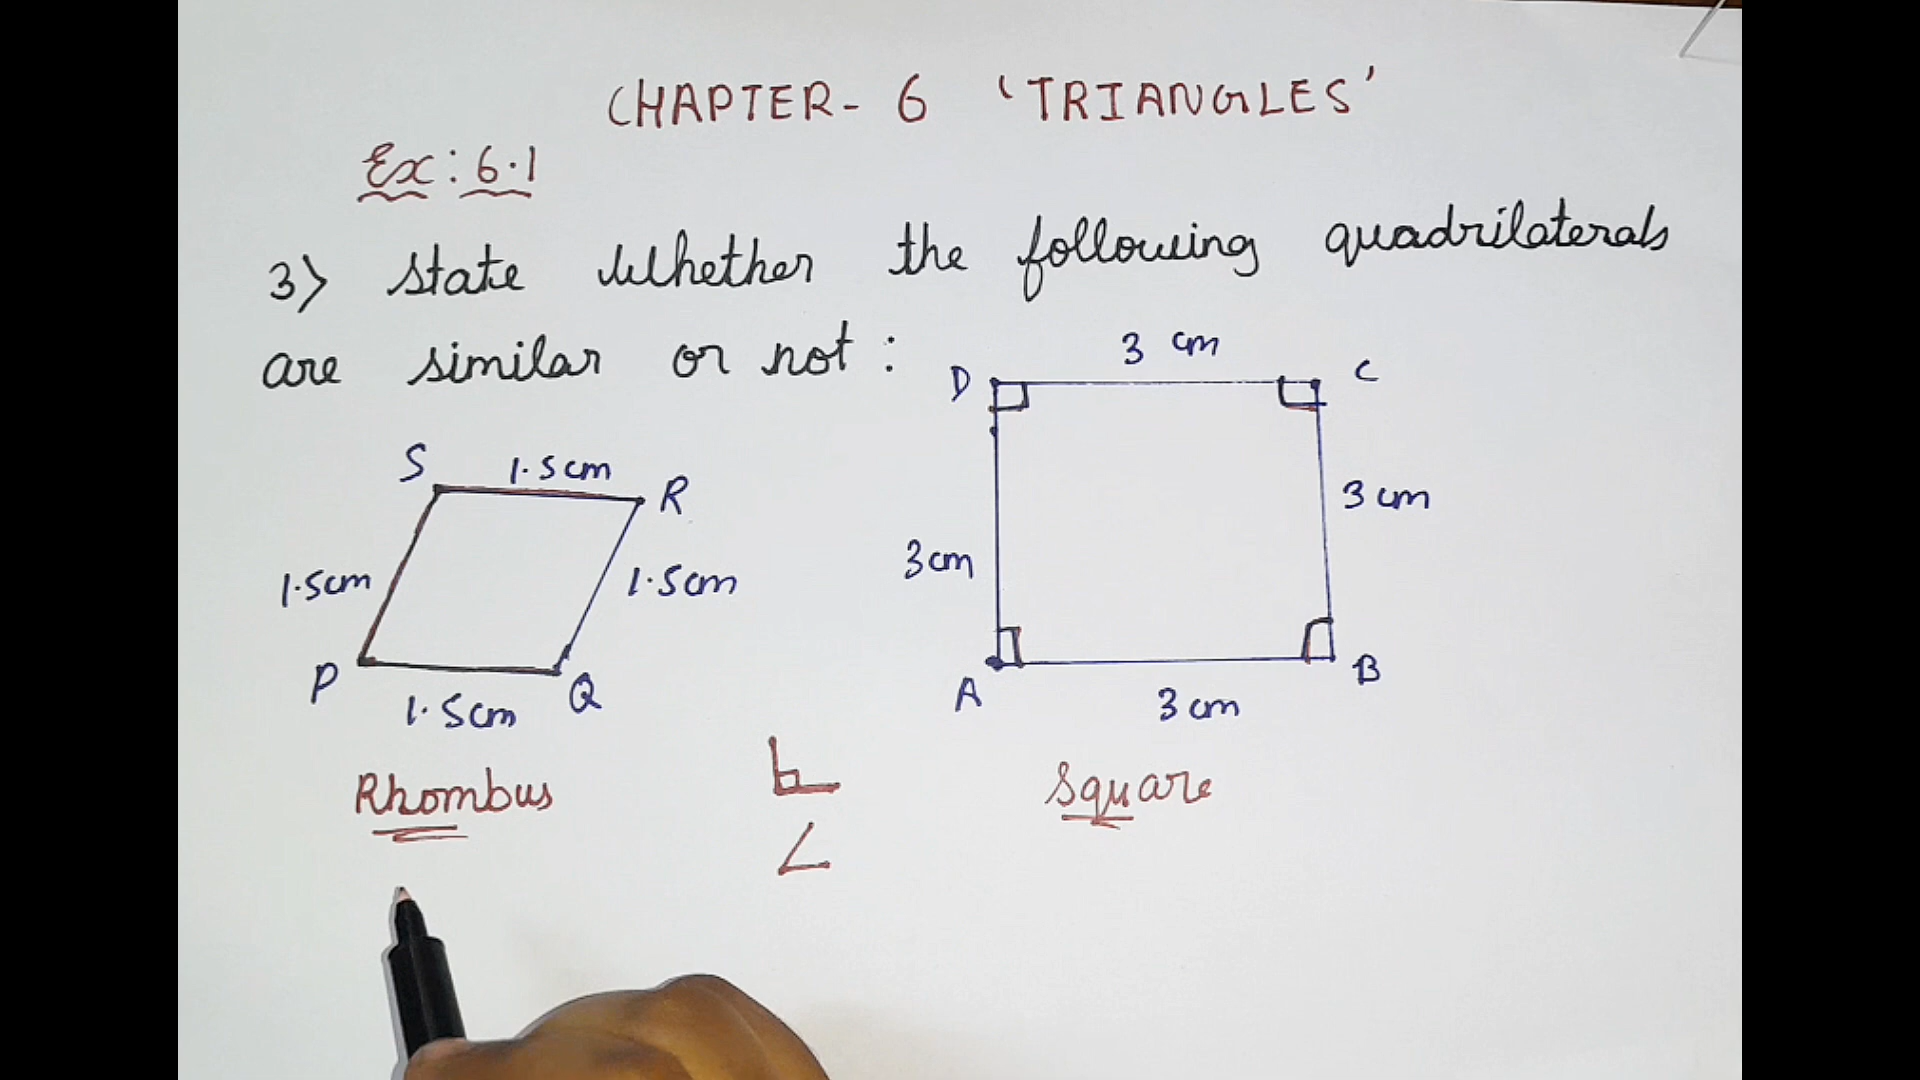 CHAPTER- 6 'TRIANGLES'
Ex: 6.1
3) State Whether the following quadrilaterals
are similar or not:
3 cm
D
C
S
1.5cm
R
3 cm
1.5cm
1.5cm
3cm
P
Q
1.5cm
A
B
3 cm
Rhombus
Square